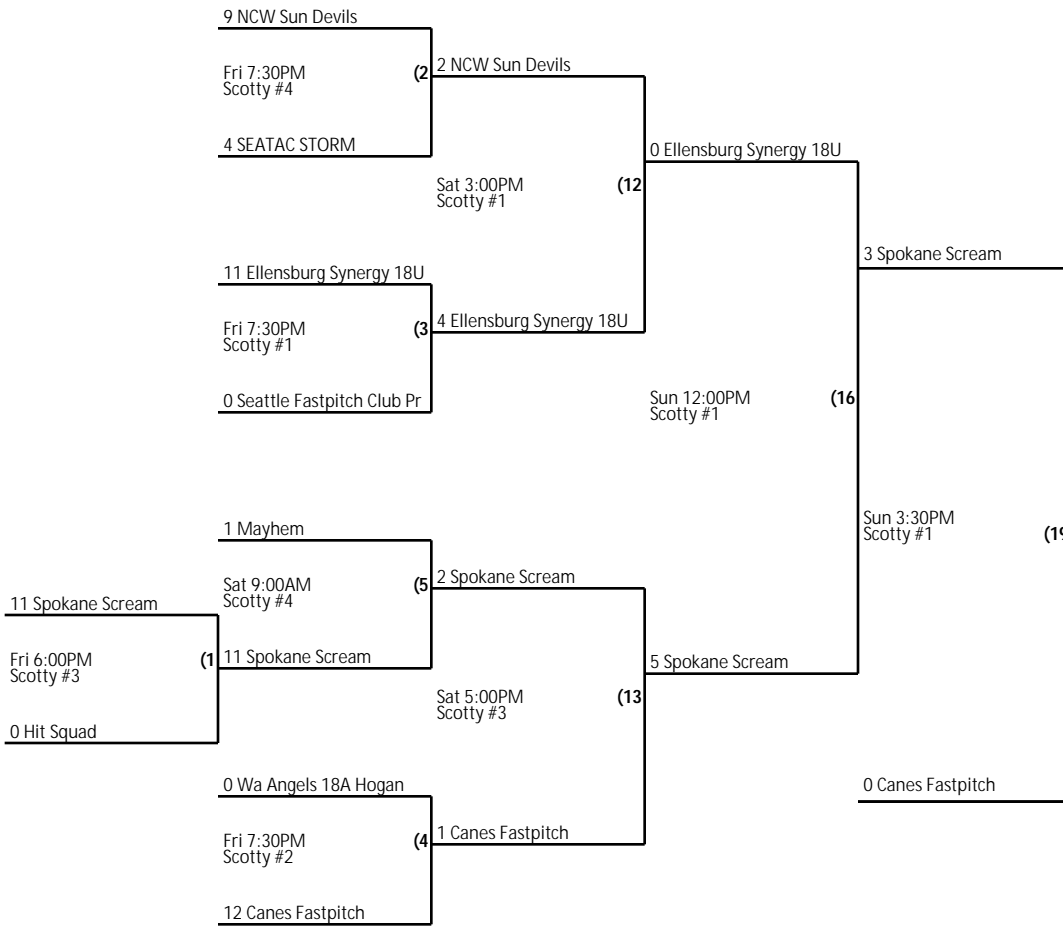 9 NCW Sun Devils
Fri 7:30PM
Scotty #4
(2
2 NCW Sun Devils
4 SEATAC STORM
0 Ellensburg Synergy 18U
Sat 3:00PM
Scotty #1
(12
3 Spokane Scream
11 Ellensburg Synergy 18U
Fri 7:30PM
Scotty #1
(3
4 Ellensburg Synergy 18U
0 Seattle Fastpitch Club Pr
Sun 12:00PM
Scotty #1
(16
1 Mayhem
Sun 3:30PM
Scotty #1
(19
Sat 9:00AM
Scotty #4
(5
2 Spokane Scream
11 Spokane Scream
Fri 6:00PM
Scotty #3
(1
11 Spokane Scream
5 Spokane Scream
Sat 5:00PM
Scotty #3
(13
0 Hit Squad
0 Wa Angels 18A Hogan
0 Canes Fastpitch
Fri 7:30PM
Scotty #2
(4
1 Canes Fastpitch
12 Canes Fastpitch